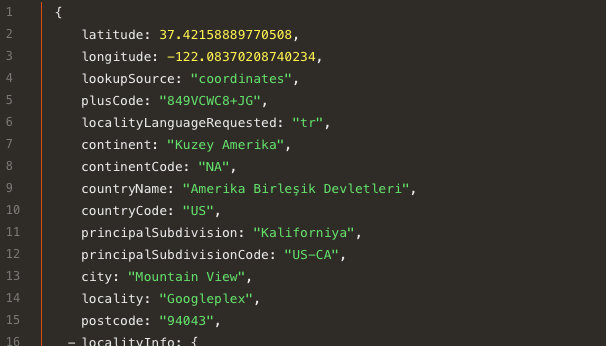 1 {
2 latitude: 37.42158889770508,
3 longitude: -122.08370208740234,
4 lookupSource: "coordinates",
5 plusCode: "849VCWC8+JG",
6 localityLanguageRequested: "tr",
7 continent: "Kuzey Amerika",
8 continentCode: "NA",
9 countryName: "Amerika Birleşik Devletleri",
10 countryCode: "US",
11 principalSubdivision: "Kaliforniya",
12 principalSubdivisionCode: "US-CA",
13 city: "Mountain View",
14 locality: "Googleplex",
15 postcode: "94043",
16 – localityInfo: {